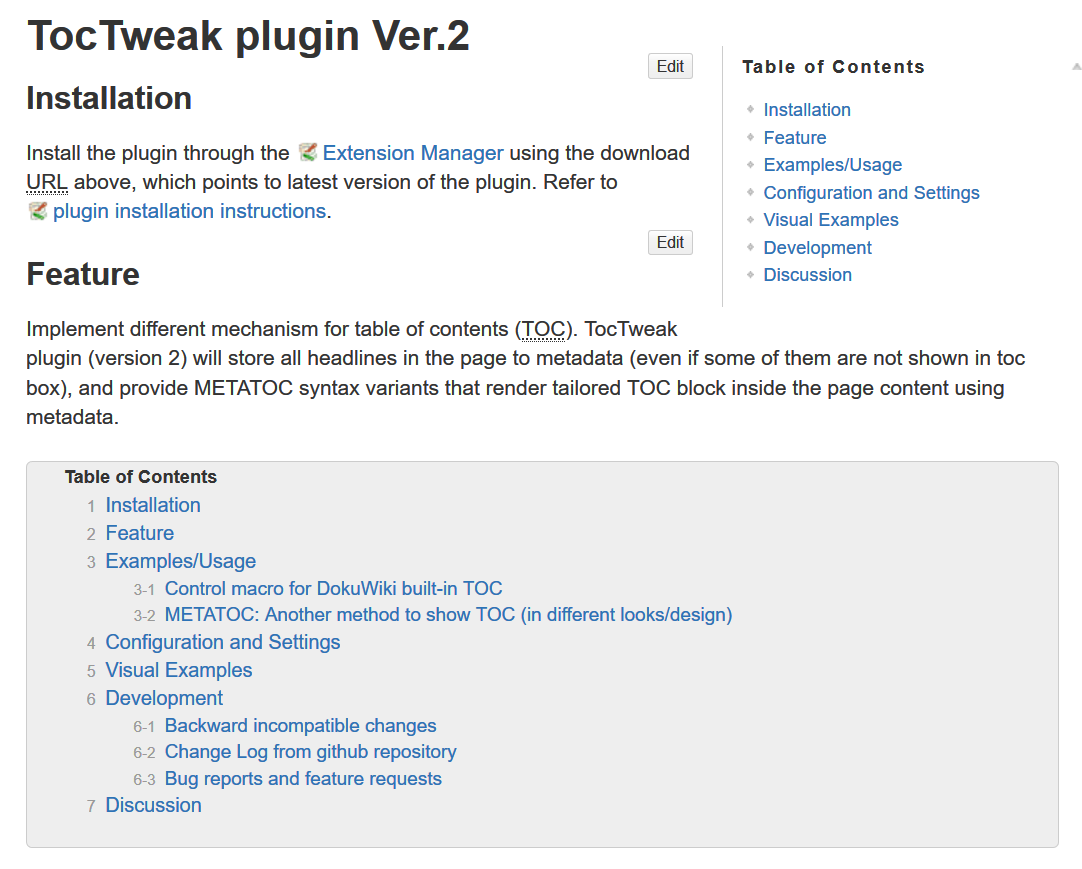 TocTweak plugin Ver.2
Edit
Installation
Install the plugin through the Extension Manager using the download
URL above, which points to latest version of the plugin. Refer to
plugin installation instructions.
Edit
Feature
Implement different mechanism for table of contents (TOC). TocTweak
plugin (version 2) will store all headlines in the page to metadata (even if some of them are not shown in toc
box), and provide METATOC syntax variants that render tailored TOC block inside the page content using
metadata.
Table of Contents
Installation
Feature
Examples/Usage
Configuration and Settings
Visual Examples
Development
Discussion
Table of Contents
1 Installation
2 Feature
3 Examples/Usage
3-1 Control macro for DokuWiki built-in TOC
3-2 METATOC: Another method to show TOC (in different looks/design)
4 Configuration and Settings
5 Visual Examples
6 Development
6-1 Backward incompatible changes
6-2 Change Log from github repository
6-3 Bug reports and feature requests
7 Discussion